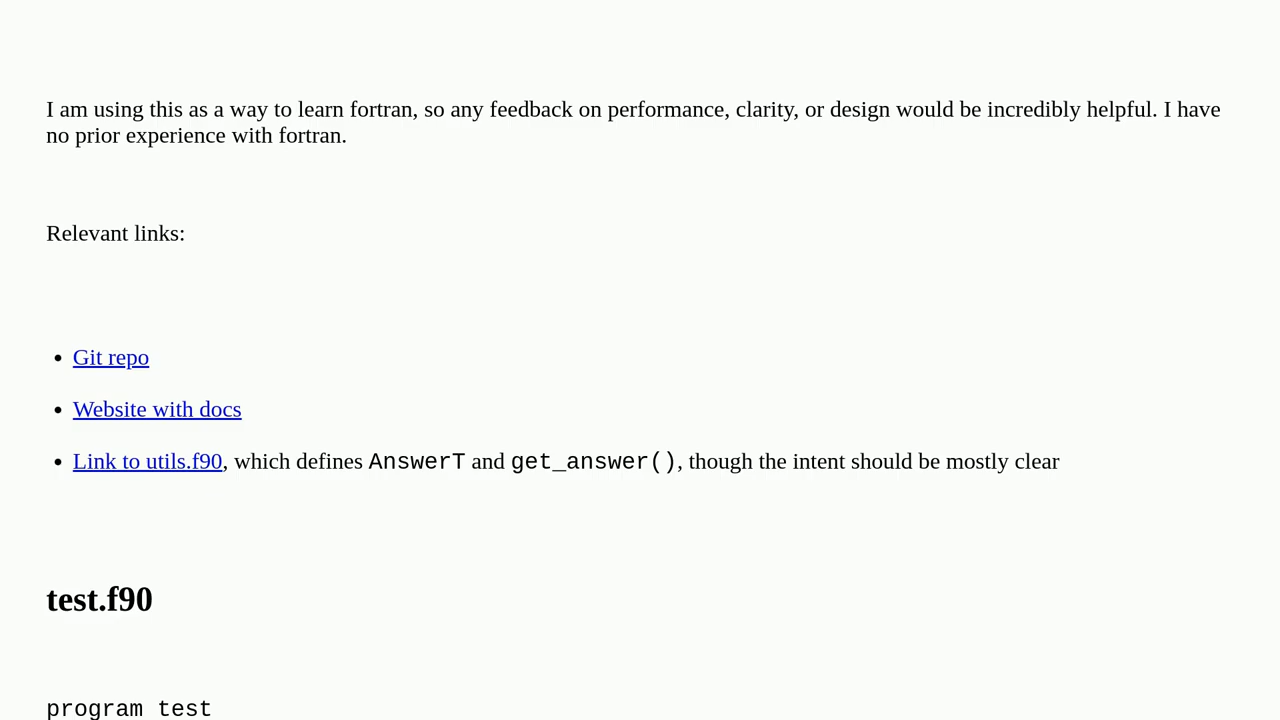 I am using this as a way to learn fortran, so any feedback on performance, clarity, or design would be incredibly helpful. I have
no prior experience with fortran.
Relevant links:
• Git repo
• Website with docs
• Link to utils.f90, which defines AnswerT and get_answer(), though the intent should be mostly clear
test.f90
program test